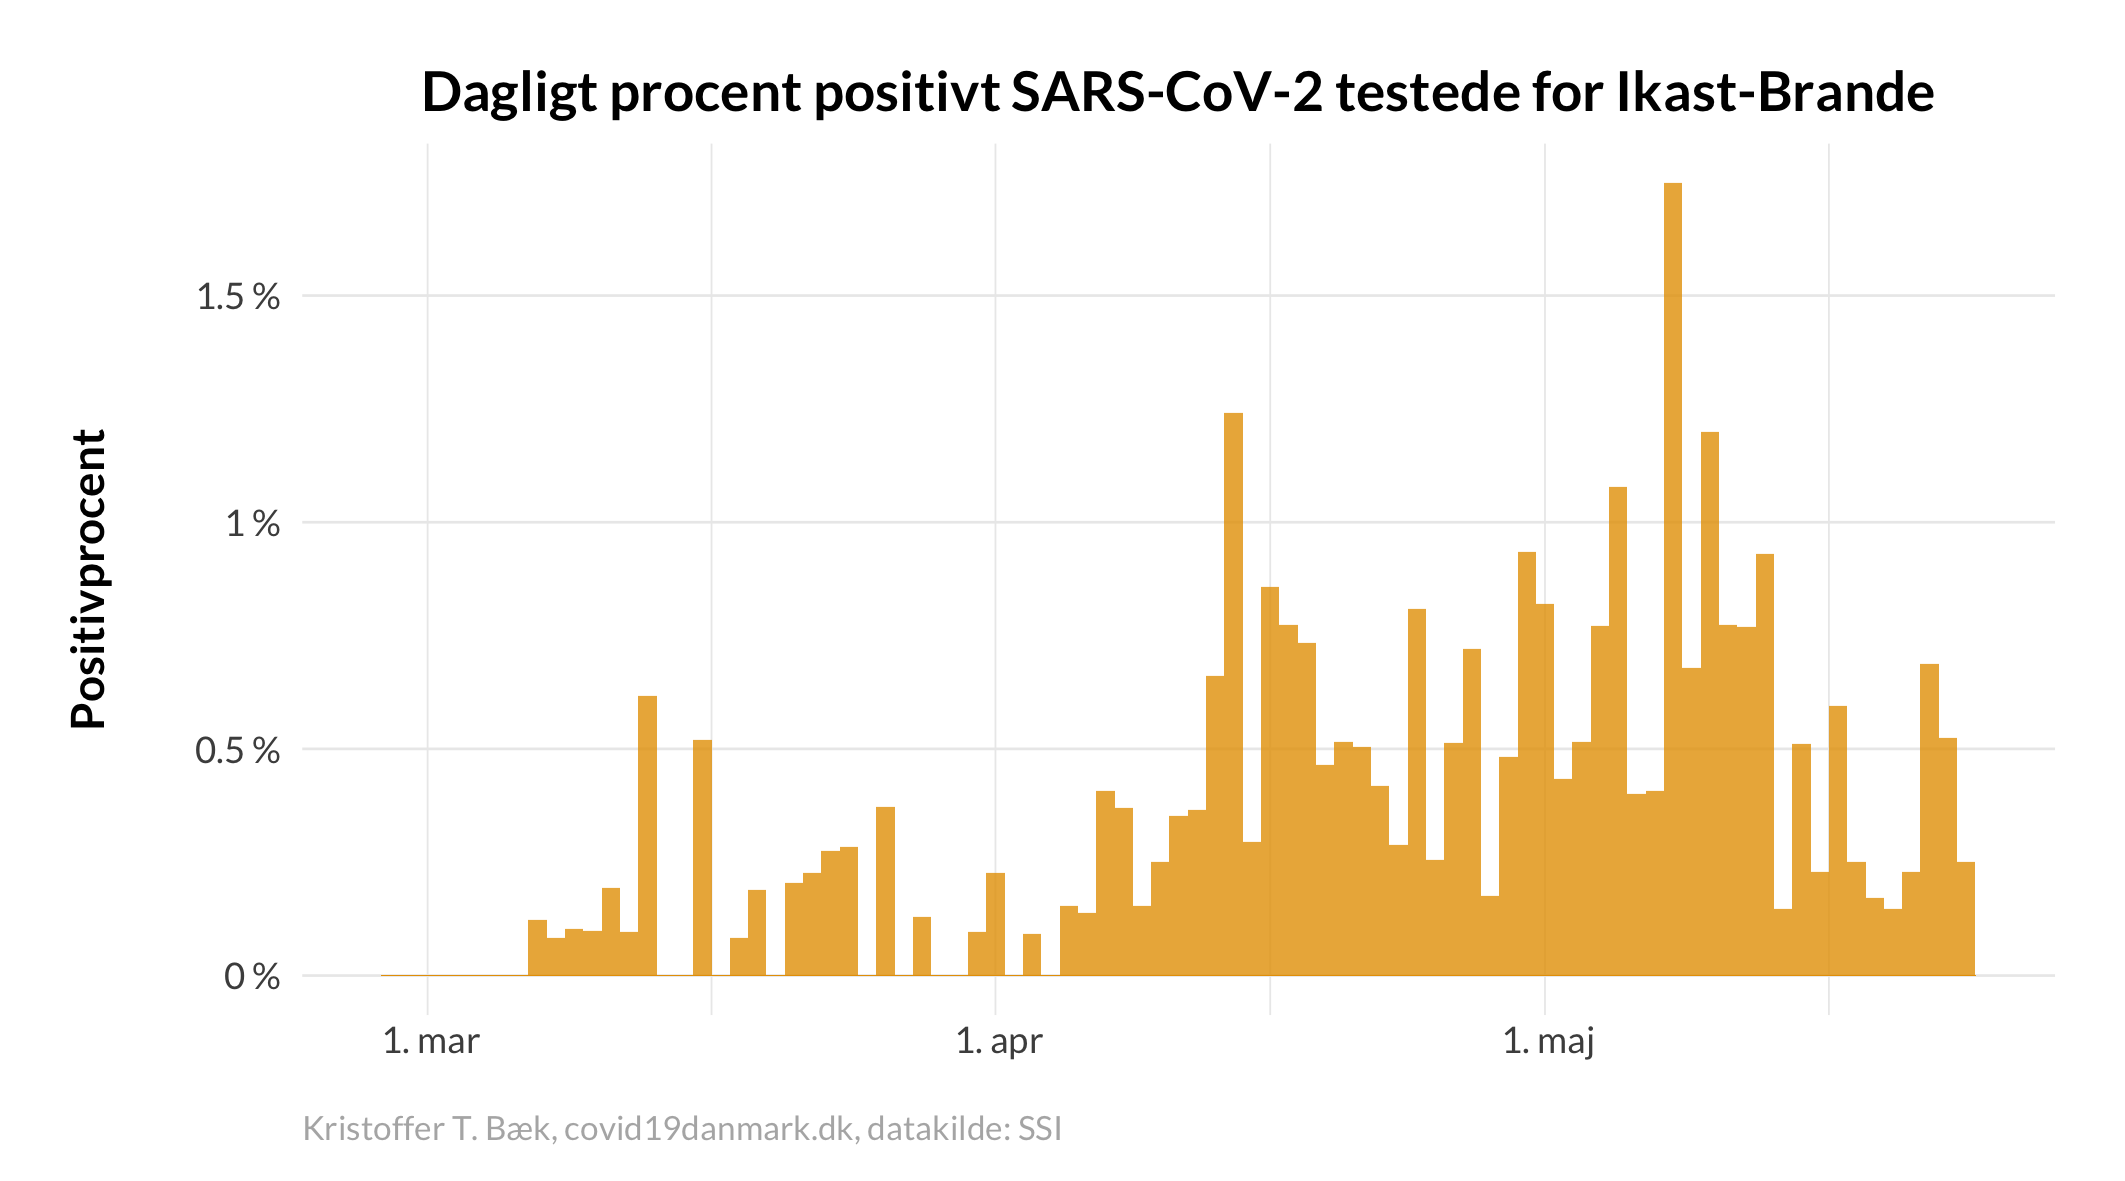 Dagligt procent positivt SARS-CoV-2 testede for Ikast-Brande
Positivprocent
1.5 %
1 %
0.5 %
0 %
1. mar
1. apr
1. maj
Kristoffer T. Bæk, covid19danmark.dk, datakilde: SSI